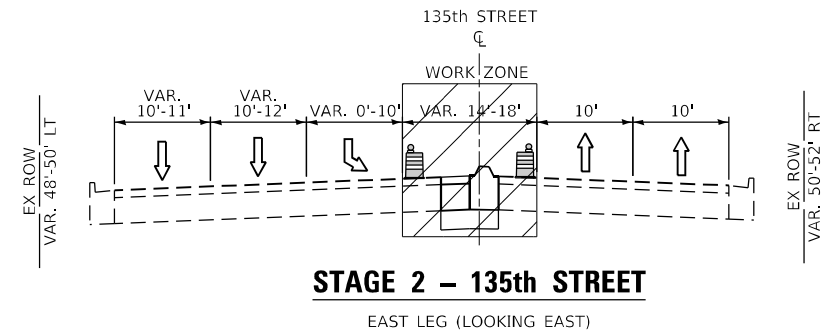 135th STREET
℄
WORK ZONE
VAR.
10'-11'
VAR.
10'-12'
VAR. 0'-10'
VAR. 14'-18'
10'
10'
EX ROW
VAR. 48'-50' LT
EX ROW
VAR. 50'-52' RT
STAGE 2 – 135th STREET
EAST LEG (LOOKING EAST)